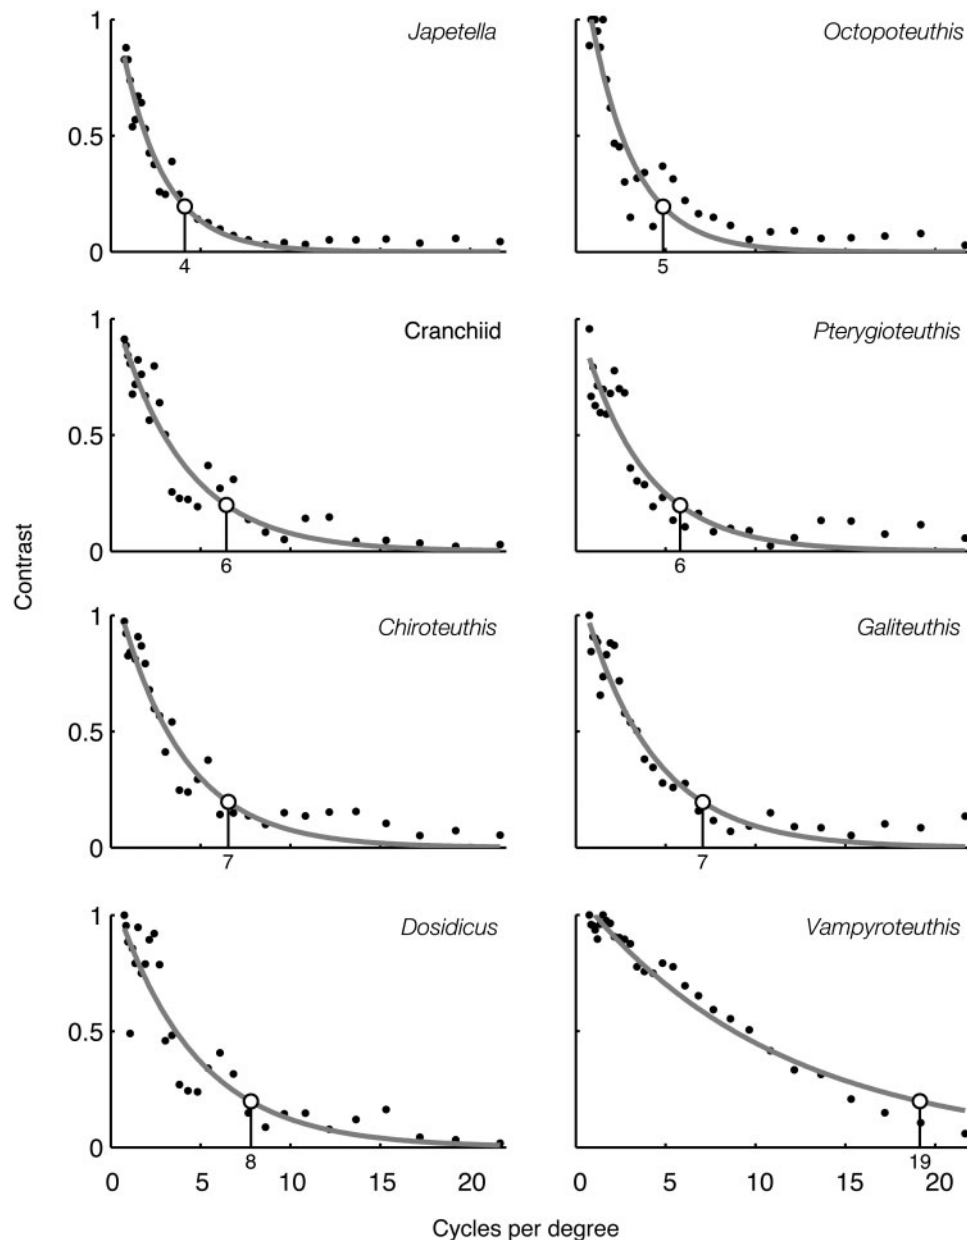 1
Japetella
Octopoteuthis
0.5
0
4
5
1
Cranchiid
Pterygioteuthis
0.5
0
6
6
Contrast
1
Chiroteuthis
Galiteuthis
0.5
0
7
7
1
Dosidicus
Vampyroteuthis
0.5
0
8
19
0 5 10 15 20
0 5 10 15 20
Cycles per degree